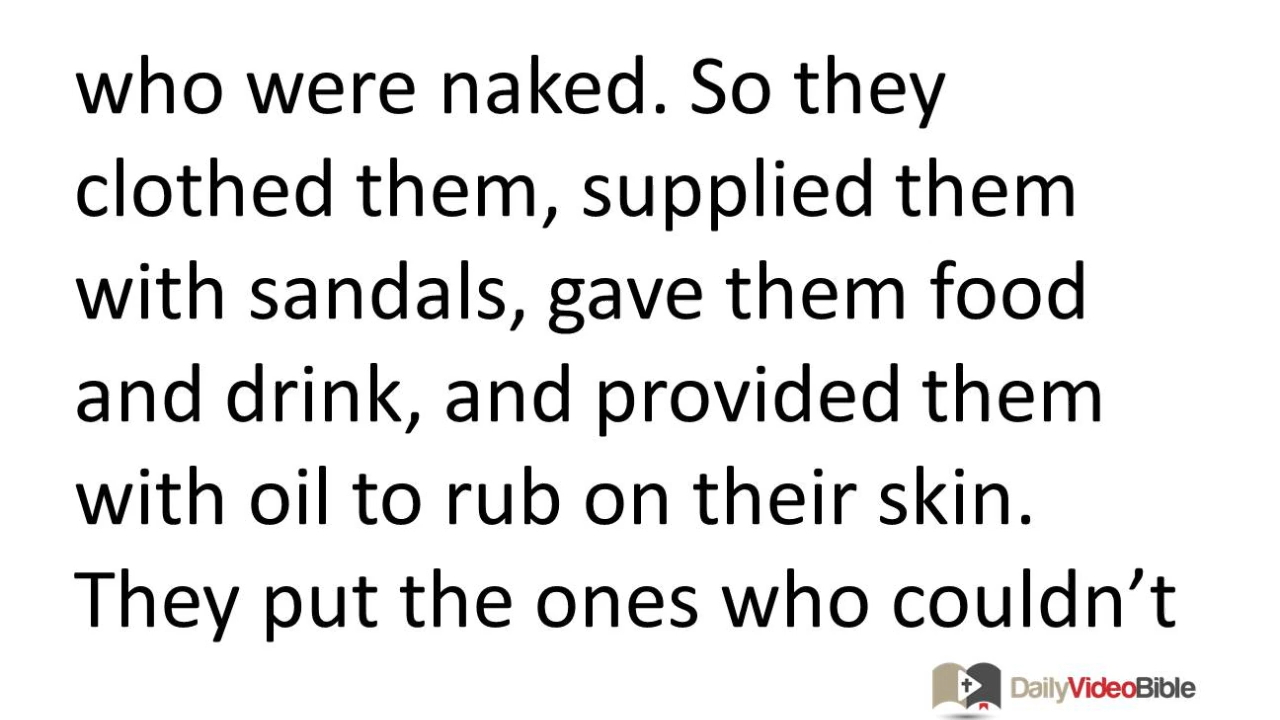 who were naked. So they
clothed them, supplied them
with sandals, gave them food
and drink, and provided them
with oil to rub on their skin.
They put the ones who couldn’t
DailyVideoBible